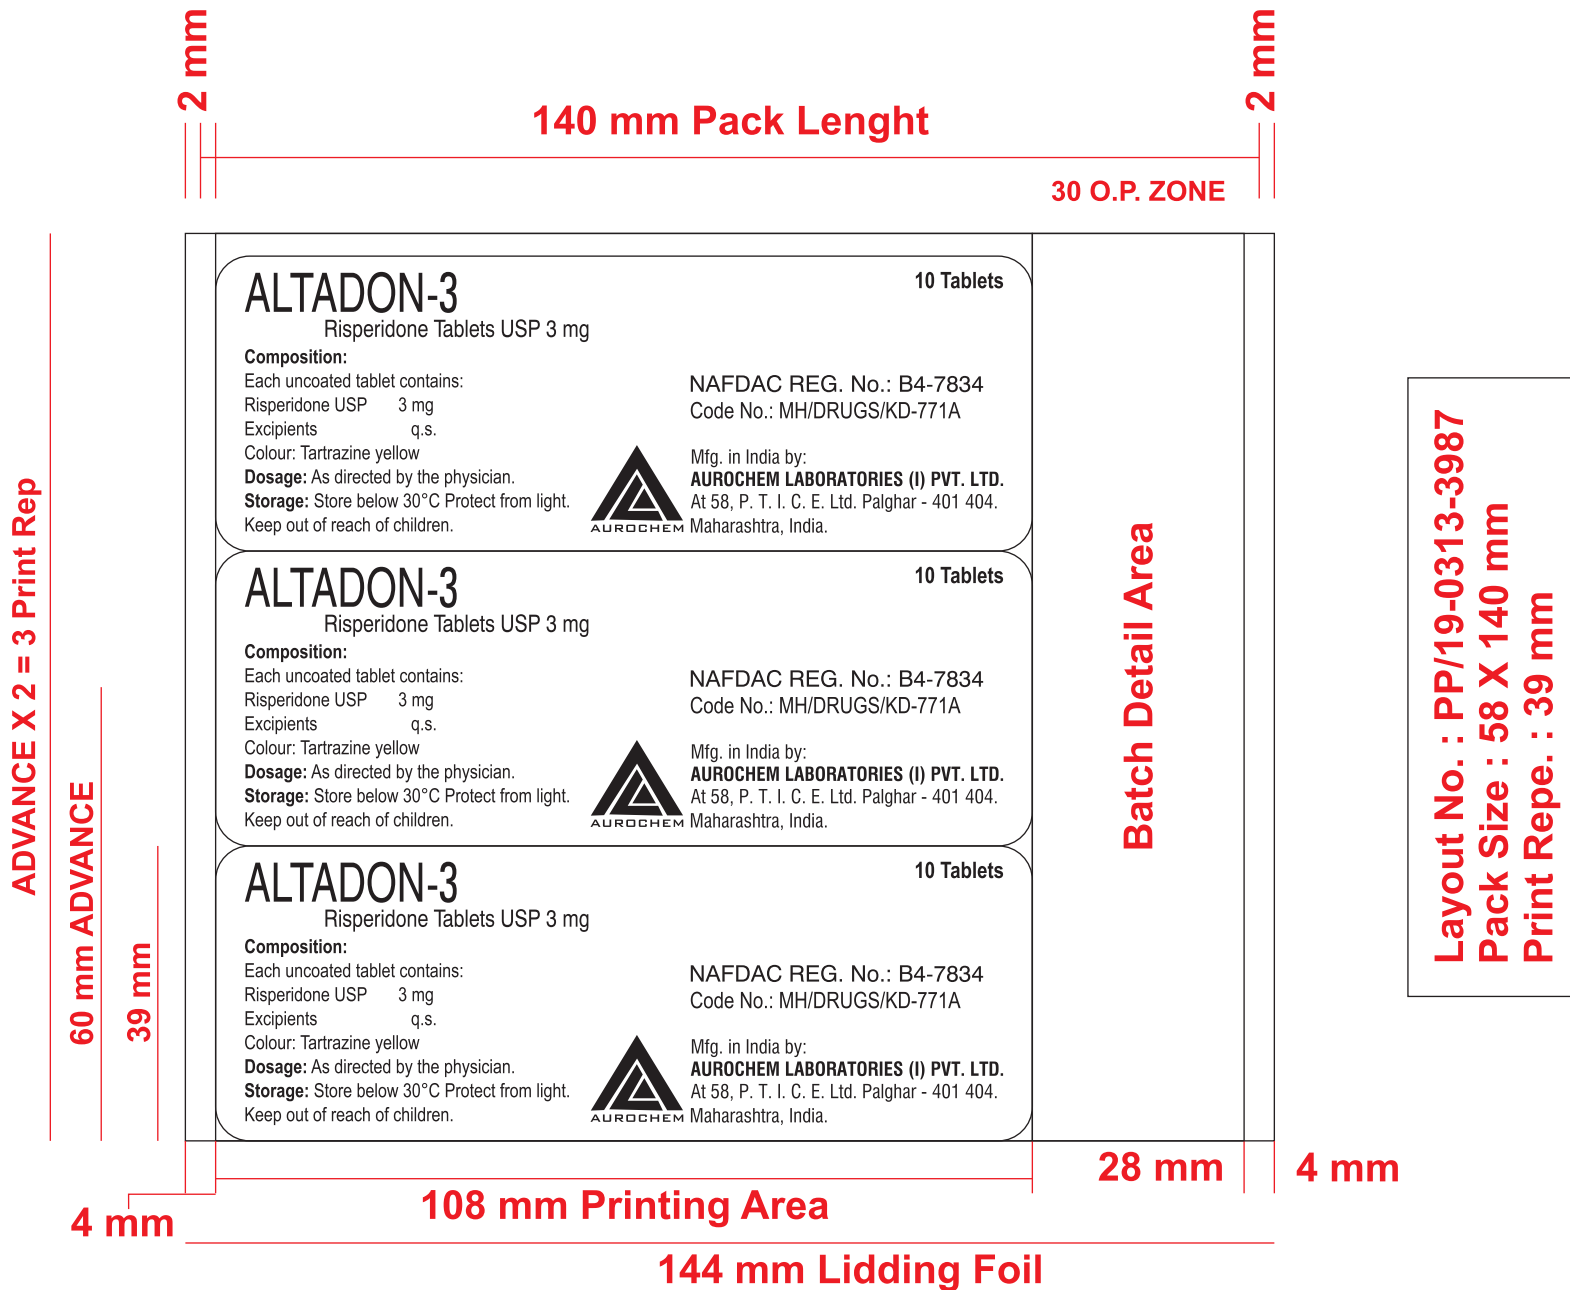 2 mm
140 mm Pack Lenght
2 mm
30 O.P. ZONE
ADVANCE X 2 = 3 Print Rep
60 mm ADVANCE
39 mm
ALTADON-3
10 Tablets
Risperidone Tablets USP 3 mg
Composition:
Each uncoated tablet contains:
Risperidone USP 3 mg
Excipients q.s.
Colour: Tartrazine yellow
Dosage: As directed by the physician.
Storage: Store below 30°C Protect from light.
Keep out of reach of children.
AUROCHEM
NAFDAC REG. No.: B4-7834
Code No.: MH/DRUGS/KD-771A
Mfg. in India by:
AUROCHEM LABORATORIES (I) PVT. LTD.
At 58, P. T. I. C. E. Ltd. Palghar - 401 404.
Maharashtra, India.
ALTADON-3
10 Tablets
Risperidone Tablets USP 3 mg
Composition:
Each uncoated tablet contains:
Risperidone USP 3 mg
Excipients q.s.
Colour: Tartrazine yellow
Dosage: As directed by the physician.
Storage: Store below 30°C Protect from light.
Keep out of reach of children.
AUROCHEM
NAFDAC REG. No.: B4-7834
Code No.: MH/DRUGS/KD-771A
Mfg. in India by:
AUROCHEM LABORATORIES (I) PVT. LTD.
At 58, P. T. I. C. E. Ltd. Palghar - 401 404.
Maharashtra, India.
ALTADON-3
10 Tablets
Risperidone Tablets USP 3 mg
Composition:
Each uncoated tablet contains:
Risperidone USP 3 mg
Excipients q.s.
Colour: Tartrazine yellow
Dosage: As directed by the physician.
Storage: Store below 30°C Protect from light.
Keep out of reach of children.
AUROCHEM
NAFDAC REG. No.: B4-7834
Code No.: MH/DRUGS/KD-771A
Mfg. in India by:
AUROCHEM LABORATORIES (I) PVT. LTD.
At 58, P. T. I. C. E. Ltd. Palghar - 401 404.
Maharashtra, India.
Batch Detail Area
Layout No. : PP/19-0313-3987
Pack Size : 58 X 140 mm
Print Repe. : 39 mm
28 mm
4 mm
4 mm
108 mm Printing Area
144 mm Lidding Foil